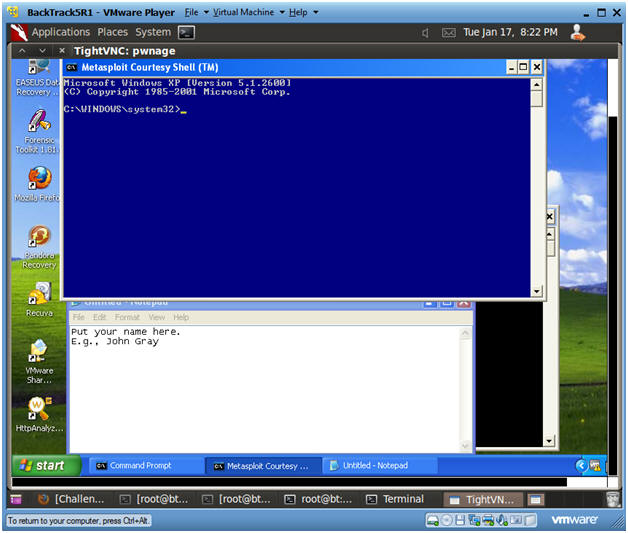 BackTrack5R1 - VMware Player File Virtual Machine Help
Applications Places System Tue Jan 17, 8:22 PM
TightVNC: pwnage
EASEUS Data
Recovery ...
Forensic
Toolkit 1.81.
Mozilla Firefo
Pandora
Recovery
Recuva
VMware
Shar...
HttpAnalyz...
Metasploit Courtesy Shell (TM)
Microsoft Windows XP [Version 5.1.2600]
(C) Copyright 1985-2001 Microsoft Corp.
C:\WINDOWS\system32>_
Untitled - Notepad
File Edit Format View Help
Put your name here.
E.g., John Gray
start Command Prompt Metasploit Courtesy ... Untitled - Notepad
[Challen... [root@bt... [root@bt... root@bt:... Terminal TightVN...
To return to your computer, press Ctrl+Alt. vmware